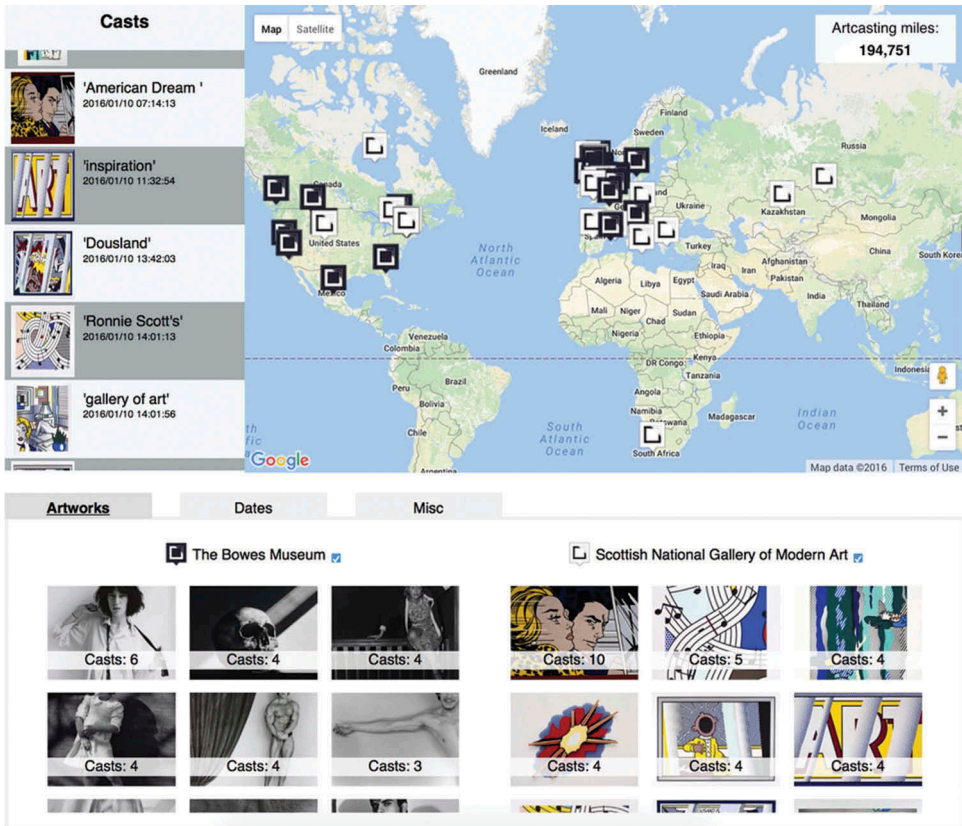 Casts
'American Dream '
2016/01/10 07:14:13
'inspiration'
2016/01/10 11:32:54
'Dousland'
2016/01/10 13:42:03
'Ronnie Scott's'
2016/01/10 14:01:13
'gallery of art'
2016/01/10 14:01:56
Map Satellite
Artcasting miles:
194,751
Greenland
Iceland
Finland
Sweden
Russia
Canada
Ukraine
Kazakhstan
Mongolia
United States
North
Atlantic
Ocean
Turkey
China
South Korea
Afghanistan
Iraq
Iran
Pakistan
Algeria
Libya
Egypt
Saudi Arabia
India
Thailand
Mexico
Mali
Niger
Chad
Sudan
Nigeria
Ethiopia
Venezuela
Colombia
DR Congo
Kenya
Tanzania
Indonesia
Peru
Brazil
Angola
Bolivia
Namibia
Botswana
Madagascar
Indian
Ocean
Chile
South
Atlantic
Ocean
South Africa
Argentina
Google
Map data ©2016 Terms of Use
Artworks Dates Misc
The Bowes Museum
Scottish National Gallery of Modern Art
Casts: 6
Casts: 4
Casts: 4
Casts: 10
Casts: 5
Casts: 4
Casts: 4
Casts: 4
Casts: 3
Casts: 4
Casts: 4
ART
Casts: 4